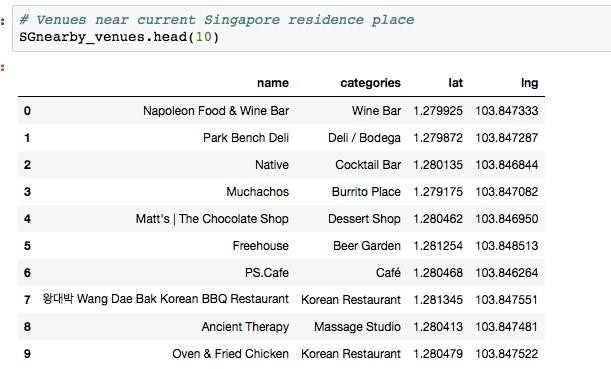 # Venues near current Singapore residence place
SGnearby_venues.head(10)
name categories lat lng
0 Napoleon Food & Wine Bar Wine Bar 1.279925 103.847333
1 Park Bench Deli Deli / Bodega 1.279872 103.847287
2 Native Cocktail Bar 1.280135 103.846844
3 Muchachos Burrito Place 1.279175 103.847082
4 Matt's | The Chocolate Shop Dessert Shop 1.280462 103.846950
5 Freehouse Beer Garden 1.281254 103.848513
6 PS.Cafe Café 1.280468 103.846264
7 왕대박 Wang Dae Bak Korean BBQ Restaurant Korean Restaurant 1.281345 103.847551
8 Ancient Therapy Massage Studio 1.280413 103.847481
9 Oven & Fried Chicken Korean Restaurant 1.280479 103.847522